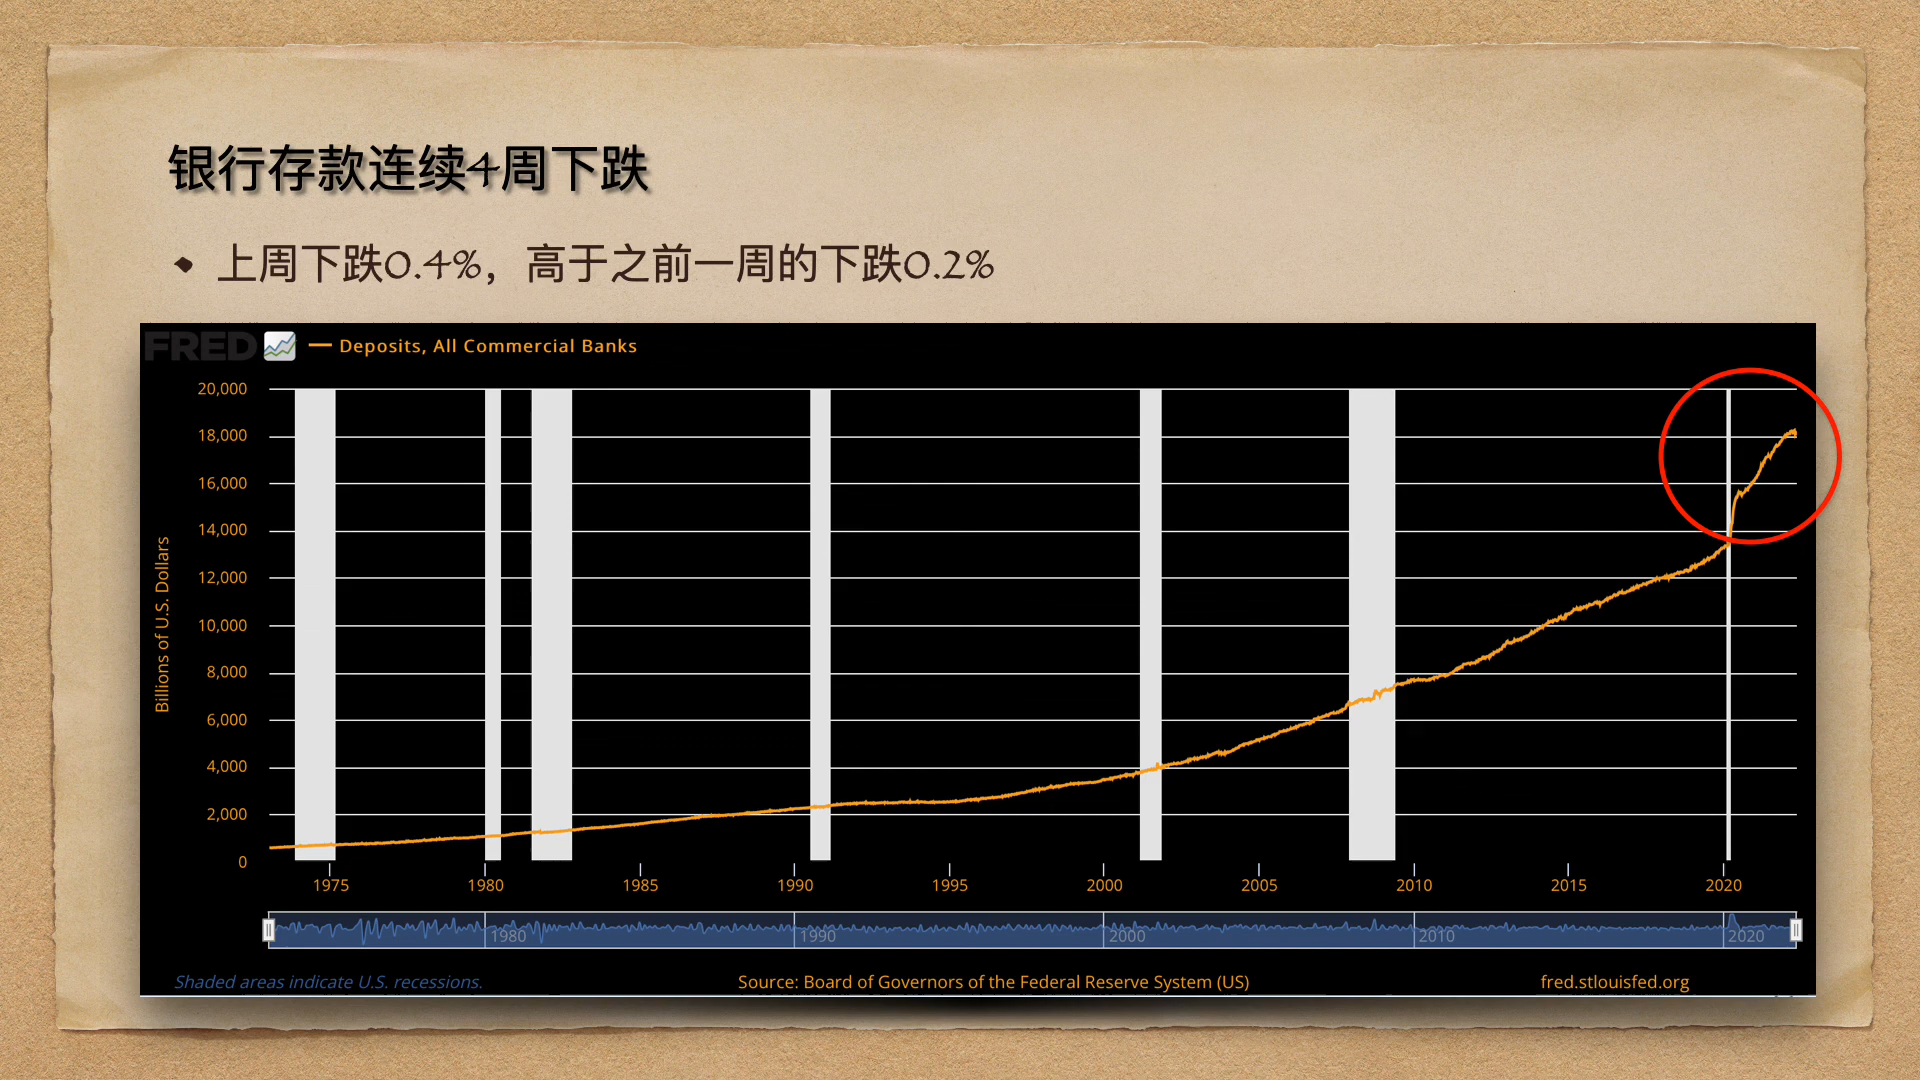 银行存款连续4周下跌
上周下跌0.4%，高于之前一周的下跌0.2%
FRED — Deposits, All Commercial Banks
20,000
18,000
16,000
14,000
12,000
10,000
8,000
6,000
4,000
2,000
0
Billions of U.S. Dollars
1975 1980 1985 1990 1995 2000 2005 2010 2015 2020
1980 1990 2000 2010 2020
Shaded areas indicate U.S. recessions. Source: Board of Governors of the Federal Reserve System (US) fred.stlouisfed.org